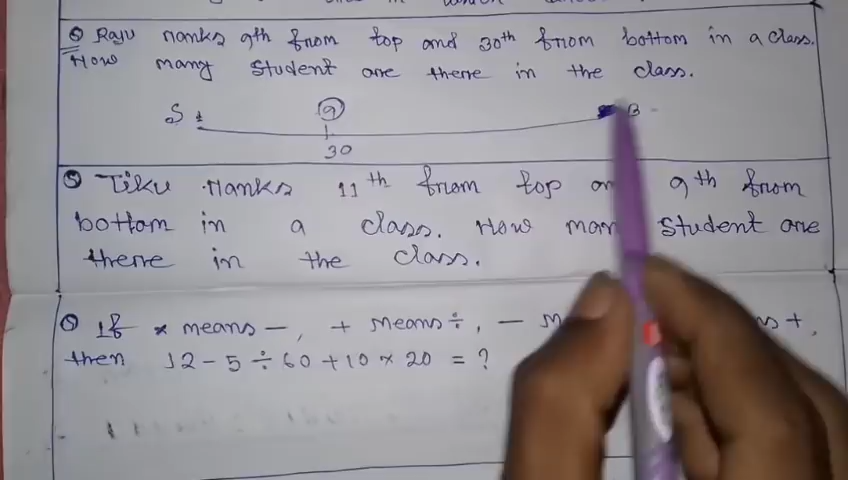 Q Raju ranks 9th from top and 30th from bottom in a class.
How many student are there in the class.
S 1 9 B
30
Q Tiku ranks 11th from top 9th from
bottom in a class. How student are
there in the class.
Q If × means −, + means ÷, − +,
then 12 − 5 ÷ 60 + 10 × 20 = ?